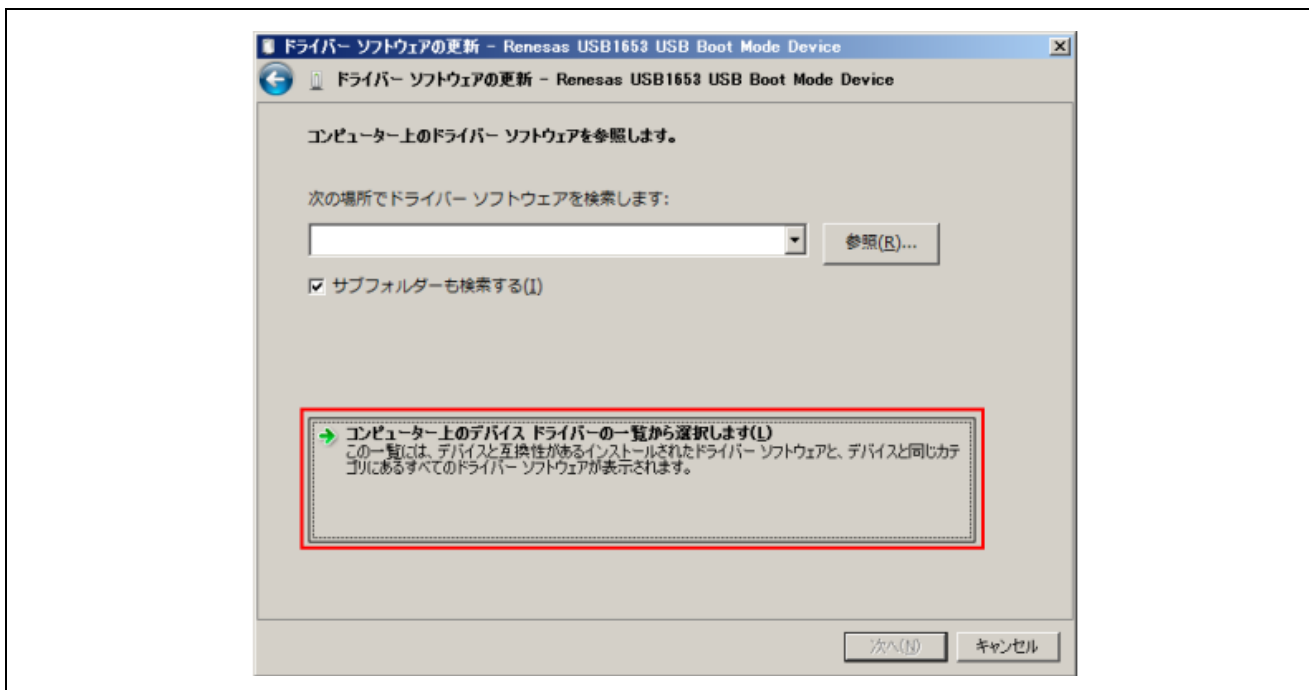 ドライバー ソフトウェアの更新 - Renesas USB1653 USB Boot Mode Device
ドライバー ソフトウェアの更新 - Renesas USB1653 USB Boot Mode Device
コンピューター上のドライバー ソフトウェアを参照します。
次の場所でドライバー ソフトウェアを検索します:
参照(R)...
サブフォルダーも検索する(I)
コンピューター上のデバイス ドライバーの一覧から選択します(L)
この一覧には、デバイスと互換性があるインストールされたドライバー ソフトウェアと、デバイスと同じカテ
ゴリにあるすべてのドライバー ソフトウェアが表示されます。
次へ(N)
キャンセル